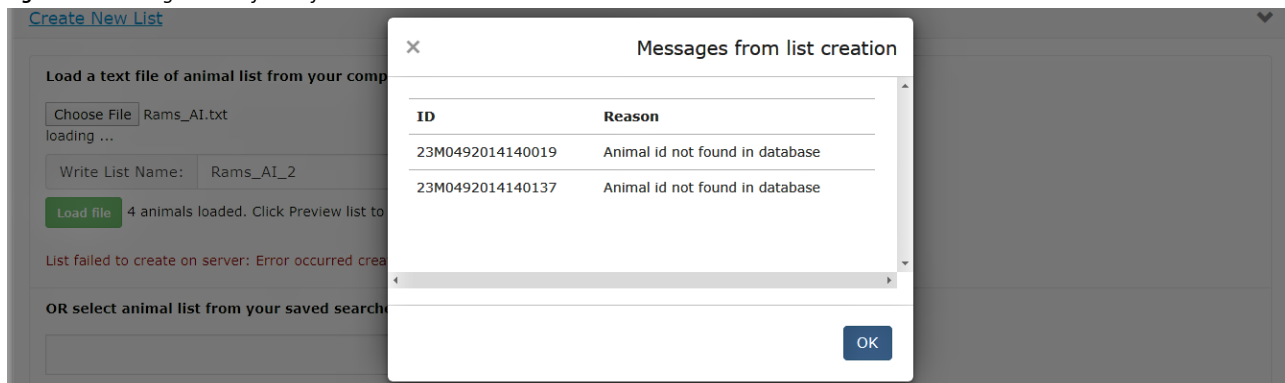 Create New List
× Messages from list creation
Load a text file of animal list from your comp
Choose File Rams_AI.txt
loading ...
Write List Name: Rams_AI_2
Load file 4 animals loaded. Click Preview list to
List failed to create on server: Error occurred crea
OR select animal list from your saved searche
ID Reason
23M0492014140019 Animal id not found in database
23M0492014140137 Animal id not found in database
OK